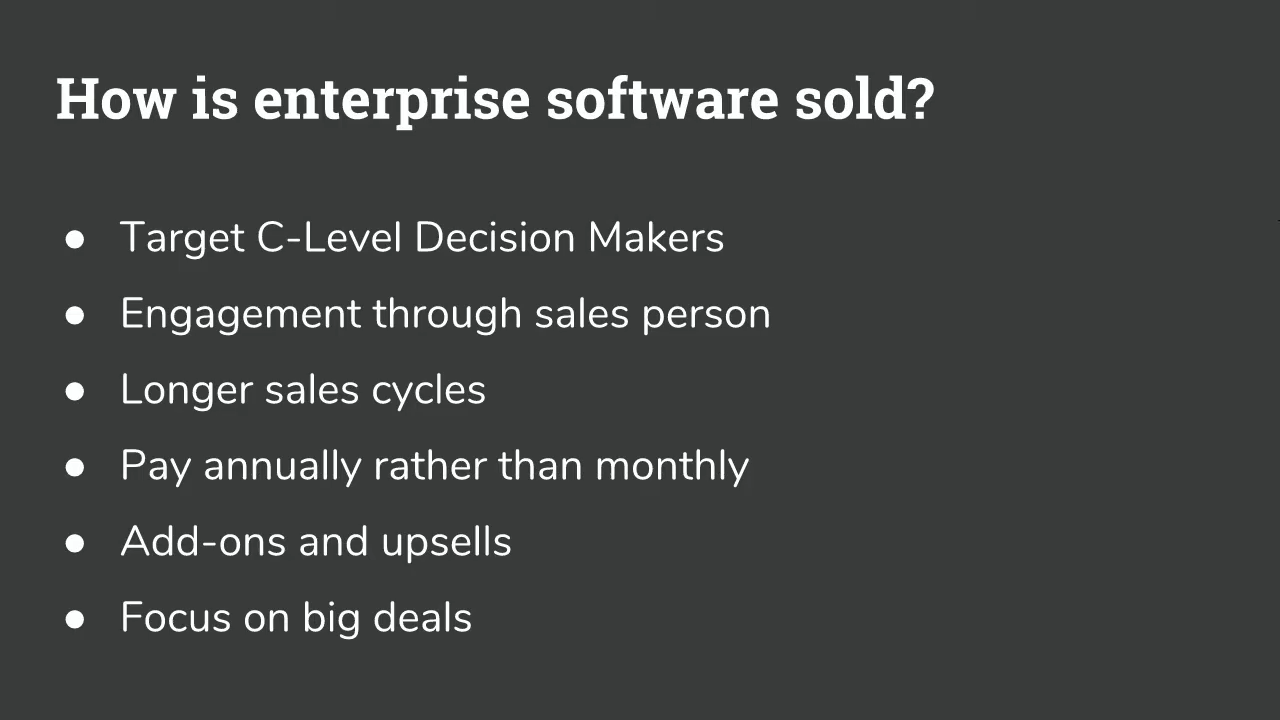 How is enterprise software sold?
● Target C-Level Decision Makers
● Engagement through sales person
● Longer sales cycles
● Pay annually rather than monthly
● Add-ons and upsells
● Focus on big deals